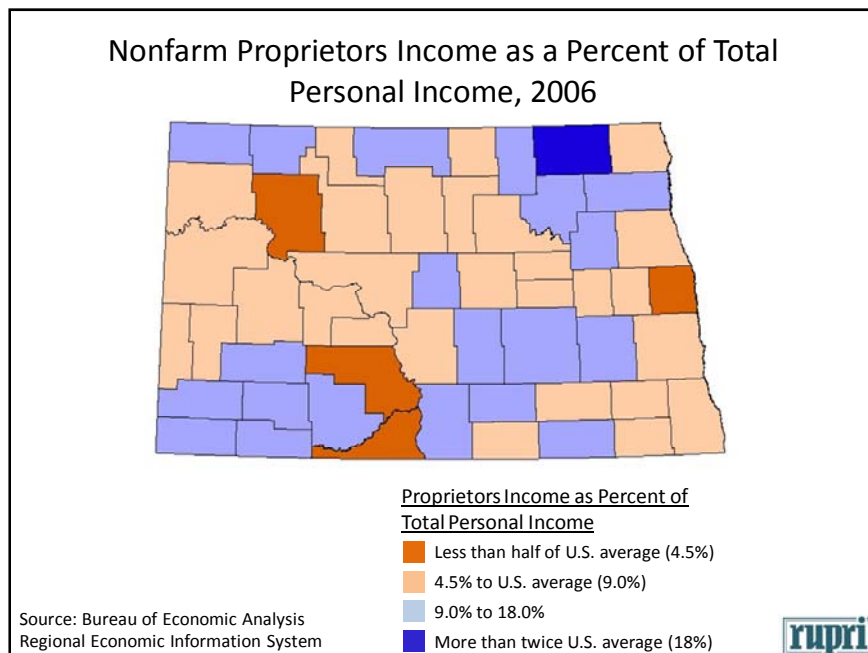 Nonfarm Proprietors Income as a Percent of Total
Personal Income, 2006
Proprietors Income as Percent of
Total Personal Income
Less than half of U.S. average (4.5%)
4.5% to U.S. average (9.0%)
9.0% to 18.0%
More than twice U.S. average (18%)
Source: Bureau of Economic Analysis
Regional Economic Information System
rupri